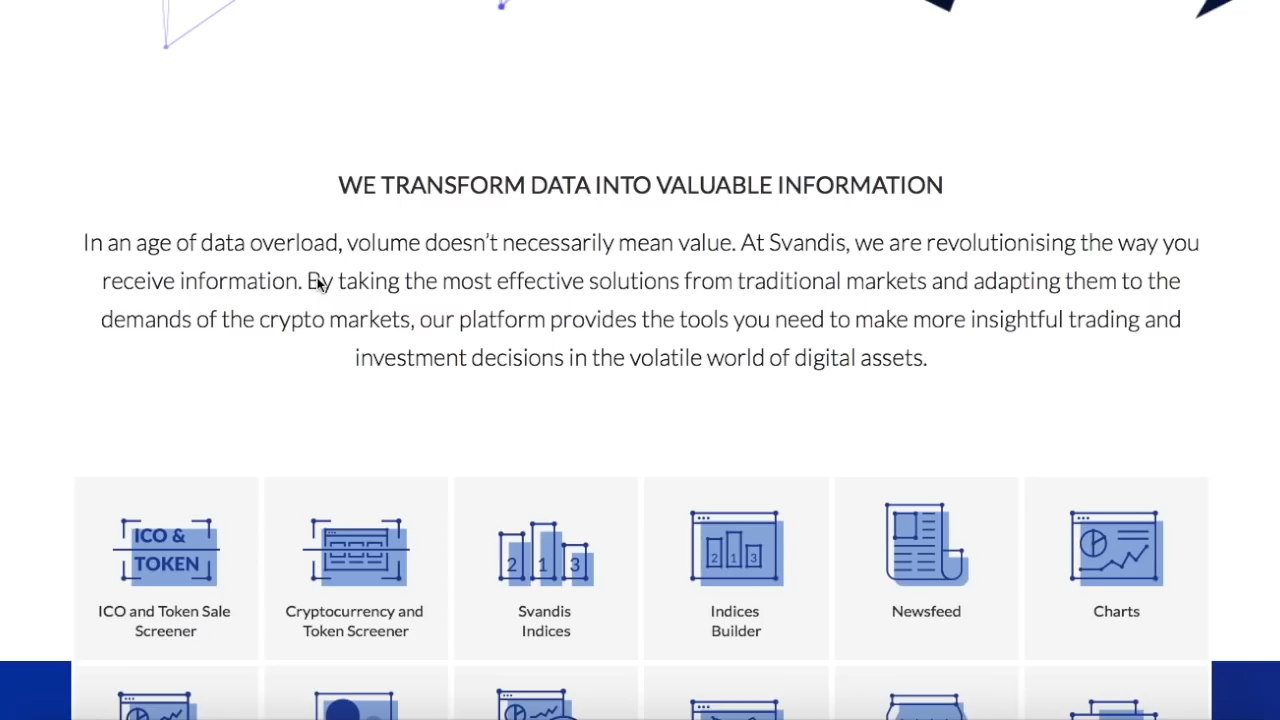 WE TRANSFORM DATA INTO VALUABLE INFORMATION
In an age of data overload, volume doesn't necessarily mean value. At Svandis, we are revolutionising the way you
receive information. By taking the most effective solutions from traditional markets and adapting them to the
demands of the crypto markets, our platform provides the tools you need to make more insightful trading and
investment decisions in the volatile world of digital assets.
ICO &
TOKEN
2 1 3
2 1 3
ICO and Token Sale
Screener
Cryptocurrency and
Token Screener
Svandis
Indices
Indices
Builder
Newsfeed
Charts